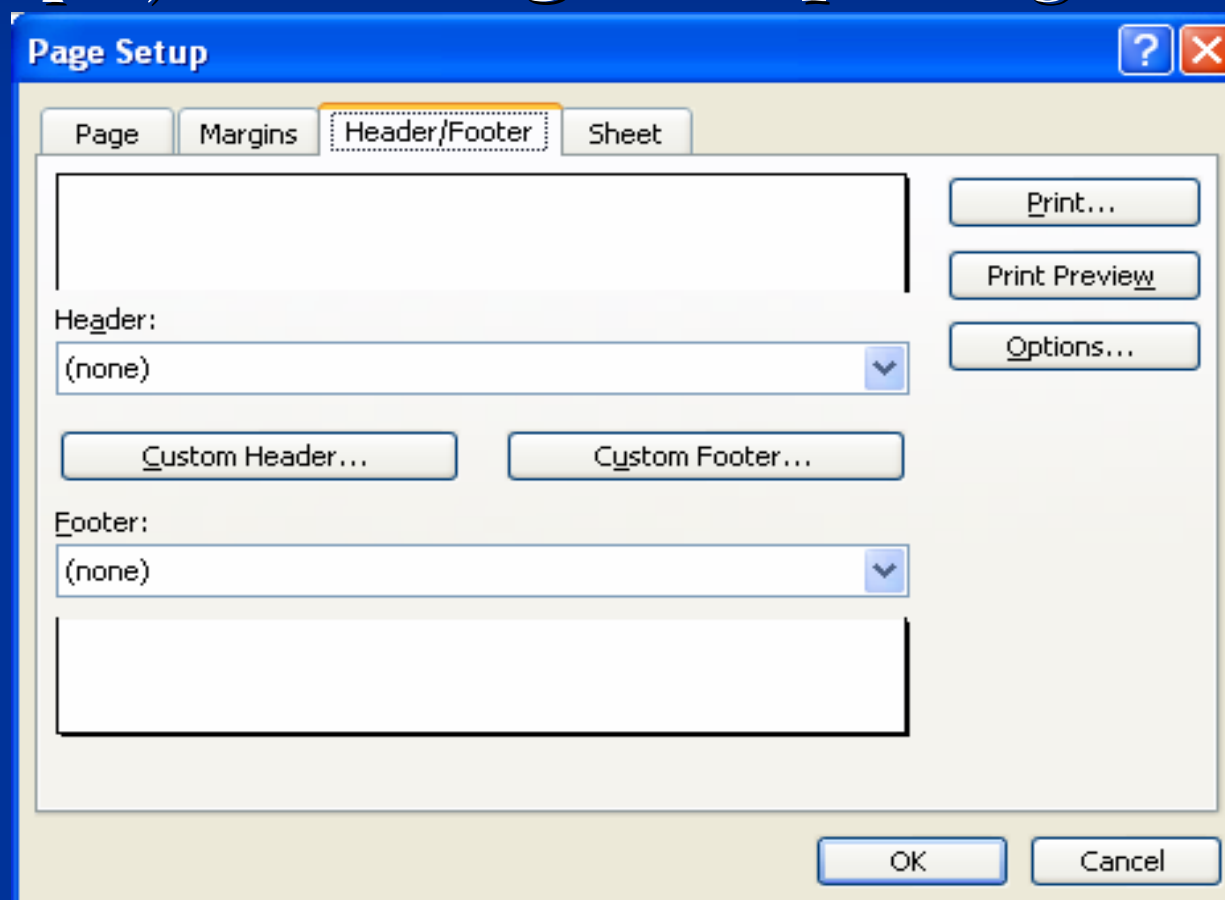 Page Setup
?
Page Margins Header/Footer Sheet
Print...
Print Preview
Header:
Options...
(none)
Custom Header... Custom Footer...
Footer:
(none)
OK Cancel